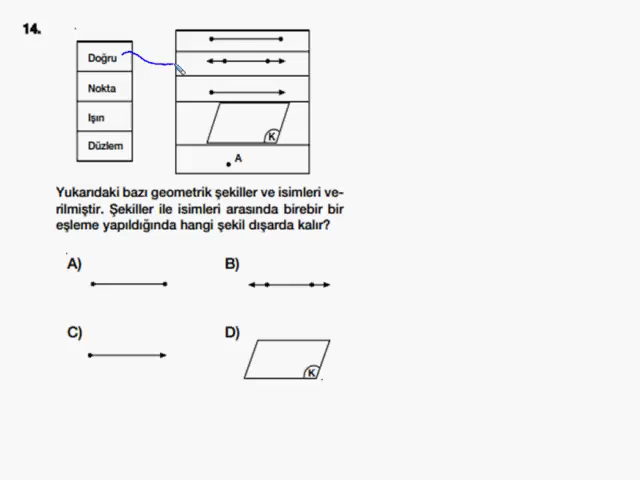 14.
Doğru
Nokta
Işın
Düzlem
K
A
Yukarıdaki bazı geometrik şekiller ve isimleri ve-
rilmiştir. Şekiller ile isimleri arasında birebir bir
eşleme yapıldığında hangi şekil dışarda kalır?
A)
B)
C)
D)
K